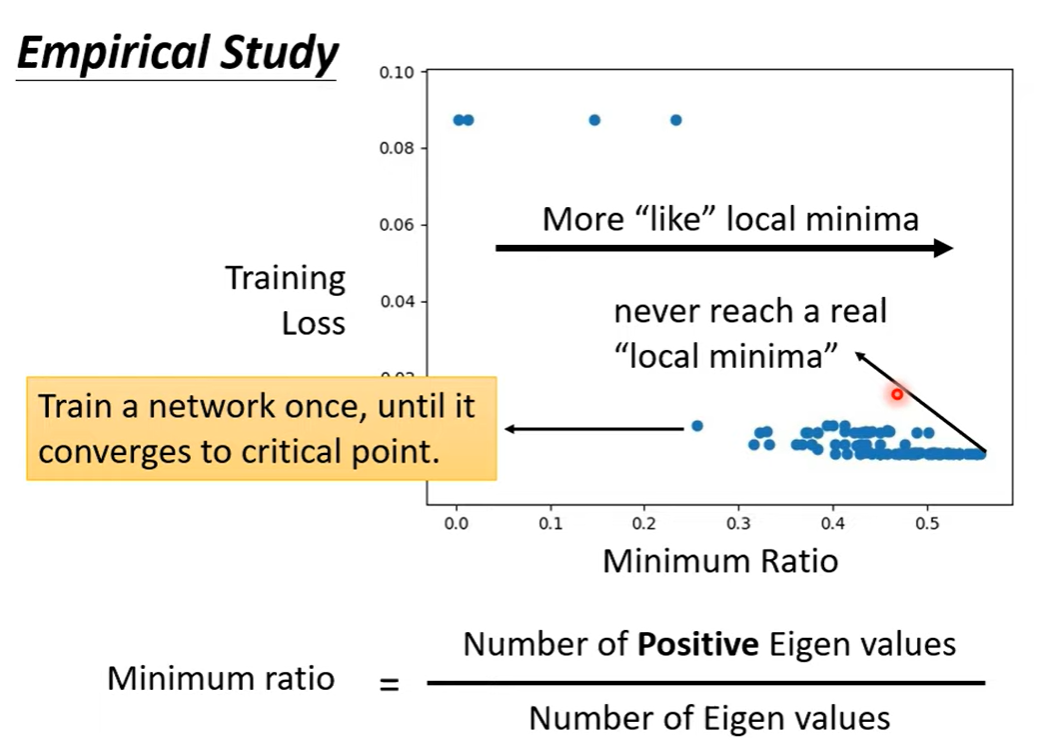 Empirical Study
0.10
0.08
0.06
0.04
More “like” local minima
Training
Loss
never reach a real
“local minima”
Train a network once, until it
converges to critical point.
0.0 0.1 0.2 0.3 0.4 0.5
Minimum Ratio
Minimum ratio = Number of Positive Eigen values
Number of Eigen values